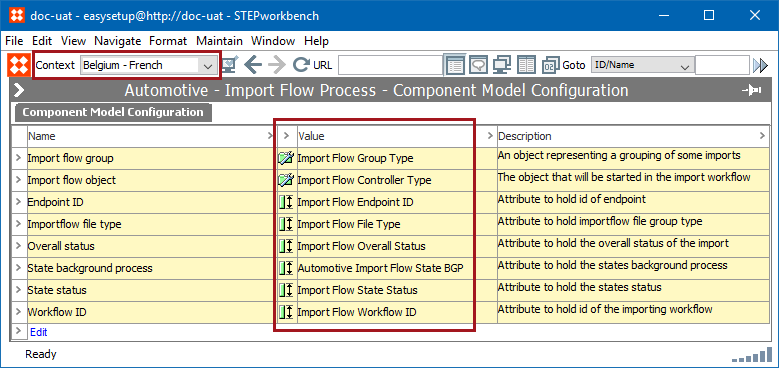 doc-uat - easysetup@http://doc-uat - STEPworkbench
File Edit View Navigate Format Maintain Window Help
Context Belgium - French URL Goto ID/Name
Automotive - Import Flow Process - Component Model Configuration
Component Model Configuration
Name > Value > Description
Import flow group Import Flow Group Type An object representing a grouping of some imports
Import flow object Import Flow Controller Type The object that will be started in the import workflow
Endpoint ID Import Flow Endpoint ID Attribute to hold id of endpoint
Importflow file type Import Flow File Type Attribute to hold importflow file group type
Overall status Import Flow Overall Status Attribute to hold the overall status of the import
State background process Automotive Import Flow State BGP Attribute to hold the states background process
State status Import Flow State Status Attribute to hold the states status
Workflow ID Import Flow Workflow ID Attribute to hold id of the importing workflow
Edit
Ready